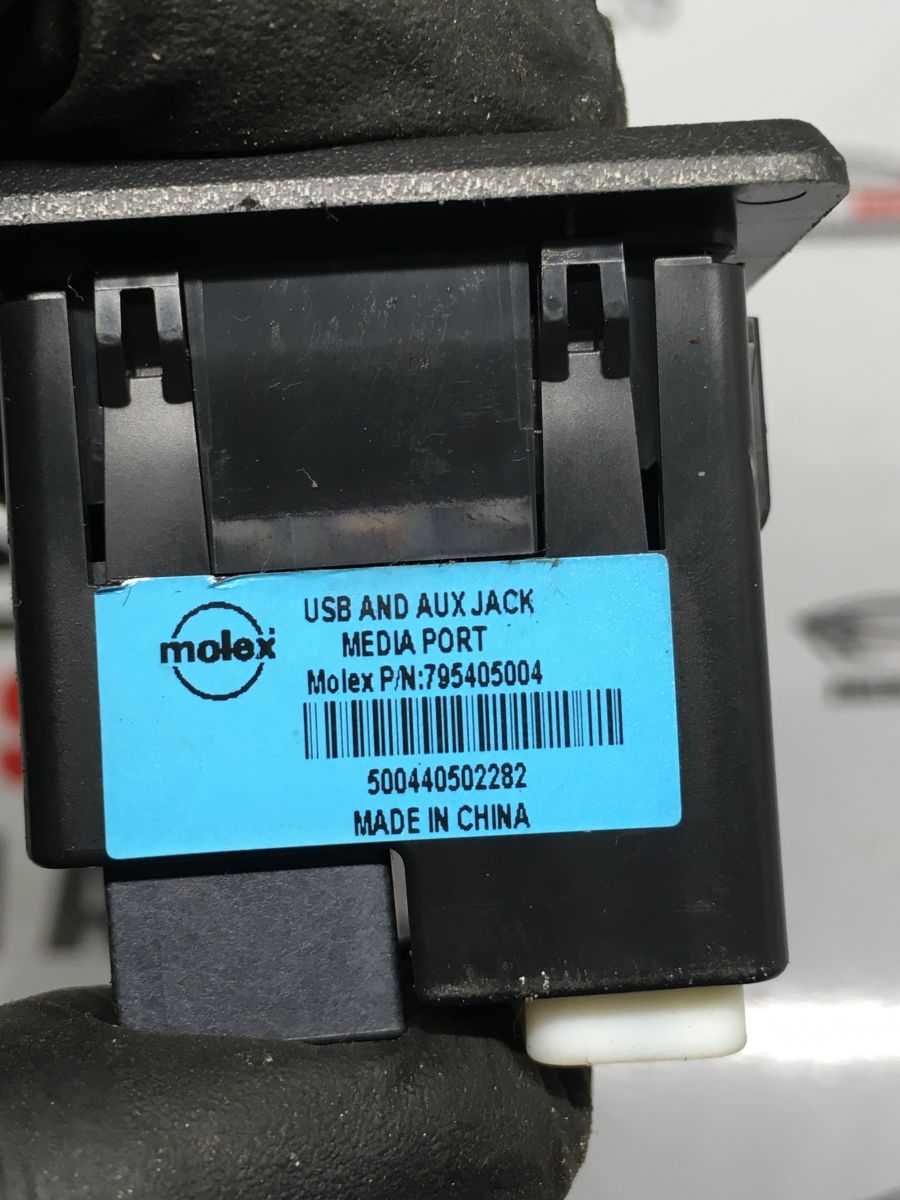 molex
USB AND AUX JACK
MEDIA PORT
Molex P/N:795405004
500440502282
MADE IN CHINA